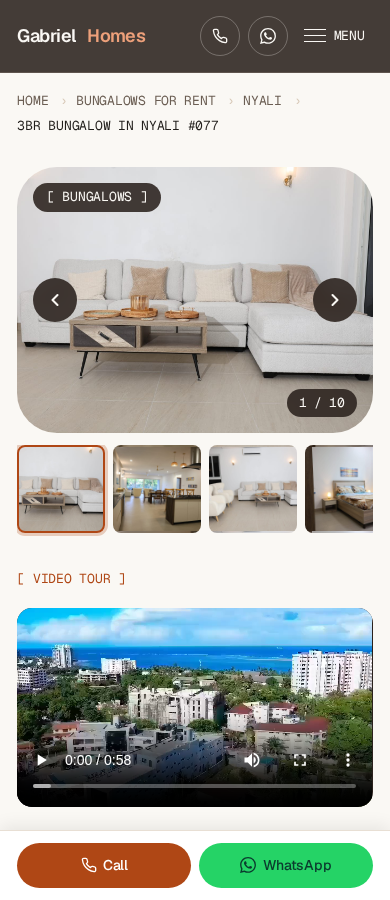 Gabriel Homes
MENU
HOME › BUNGALOWS FOR RENT › NYALI ›
3BR BUNGALOW IN NYALI #077
[ BUNGALOWS ]
1 / 10
[ VIDEO TOUR ]
0:00 / 0:58
Call
WhatsApp